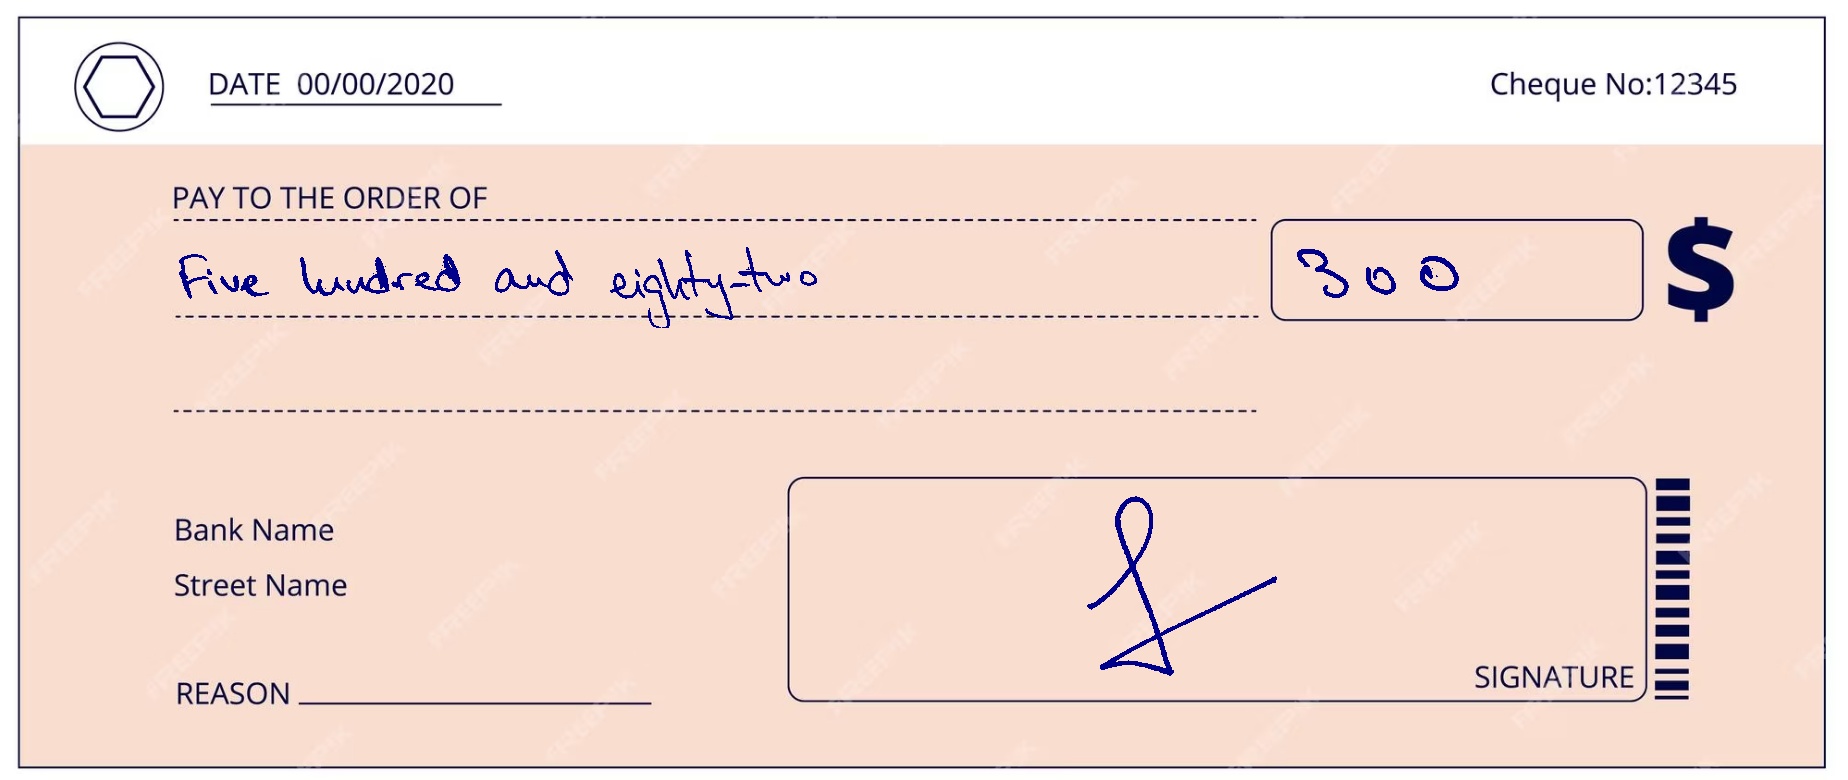 DATE 00/00/2020
Cheque No:12345
PAY TO THE ORDER OF
Five hundred and eighty-two
300
$
Bank Name
Street Name
SIGNATURE
REASON